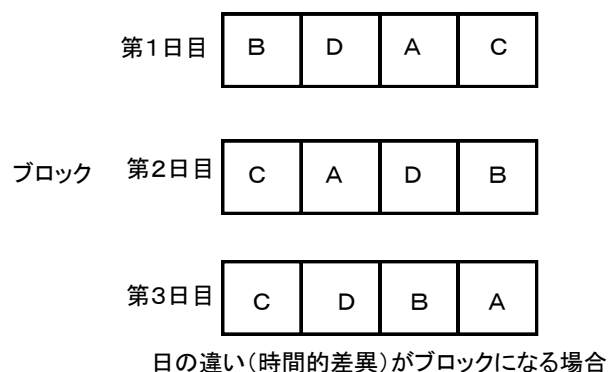 第1日目 B D A C
ブロック 第2日目 C A D B
第3日目 C D B A
日の違い(時間的差異)がブロックになる場合